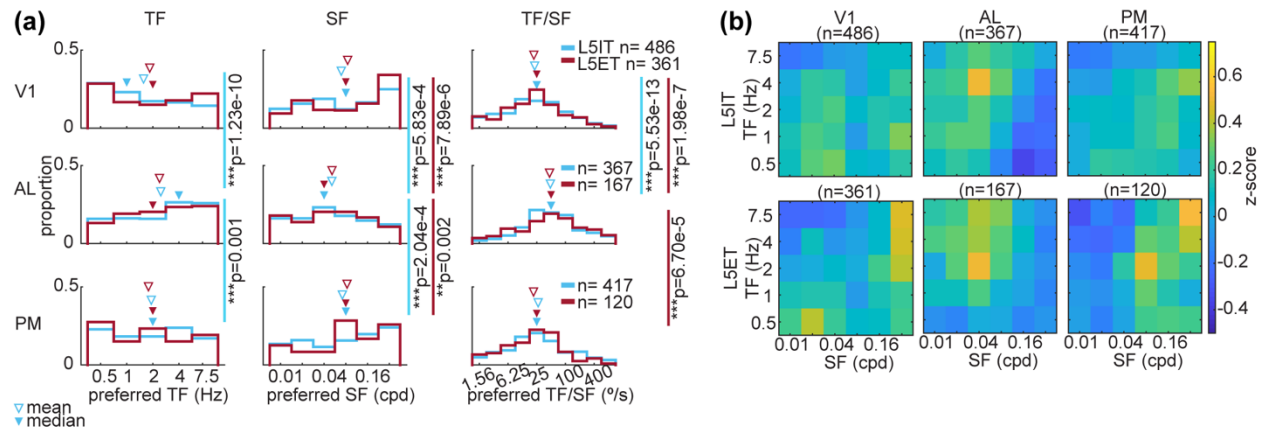 (a)
TF
SF
TF/SF
V1
AL
PM
proportion
0.5
0
0.5
0
0.5
0
L5IT n= 486
L5ET n= 361
n= 367
n= 167
n= 417
n= 120
***p=1.23e-10
***p=0.001
***p=5.83e-4
***p=7.89e-6
***p=2.04e-4
**p=0.002
***p=5.53e-13
***p=1.98e-7
***p=6.70e-5
0.5 1 2 4 7.5
preferred TF (Hz)
0.01 0.04 0.16
preferred SF (cpd)
1.56 6.25 25 100 400
preferred TF/SF (º/s)
mean
median
(b)
V1
(n=486)
AL
(n=367)
PM
(n=417)
L5IT
TF (Hz)
7.5
4
2
1
0.5
(n=361)
(n=167)
(n=120)
L5ET
TF (Hz)
7.5
4
2
1
0.5
0.01 0.04 0.16
SF (cpd)
0.01 0.04 0.16
SF (cpd)
0.01 0.04 0.16
SF (cpd)
0.6
0.4
0.2
0
-0.2
-0.4
z-score